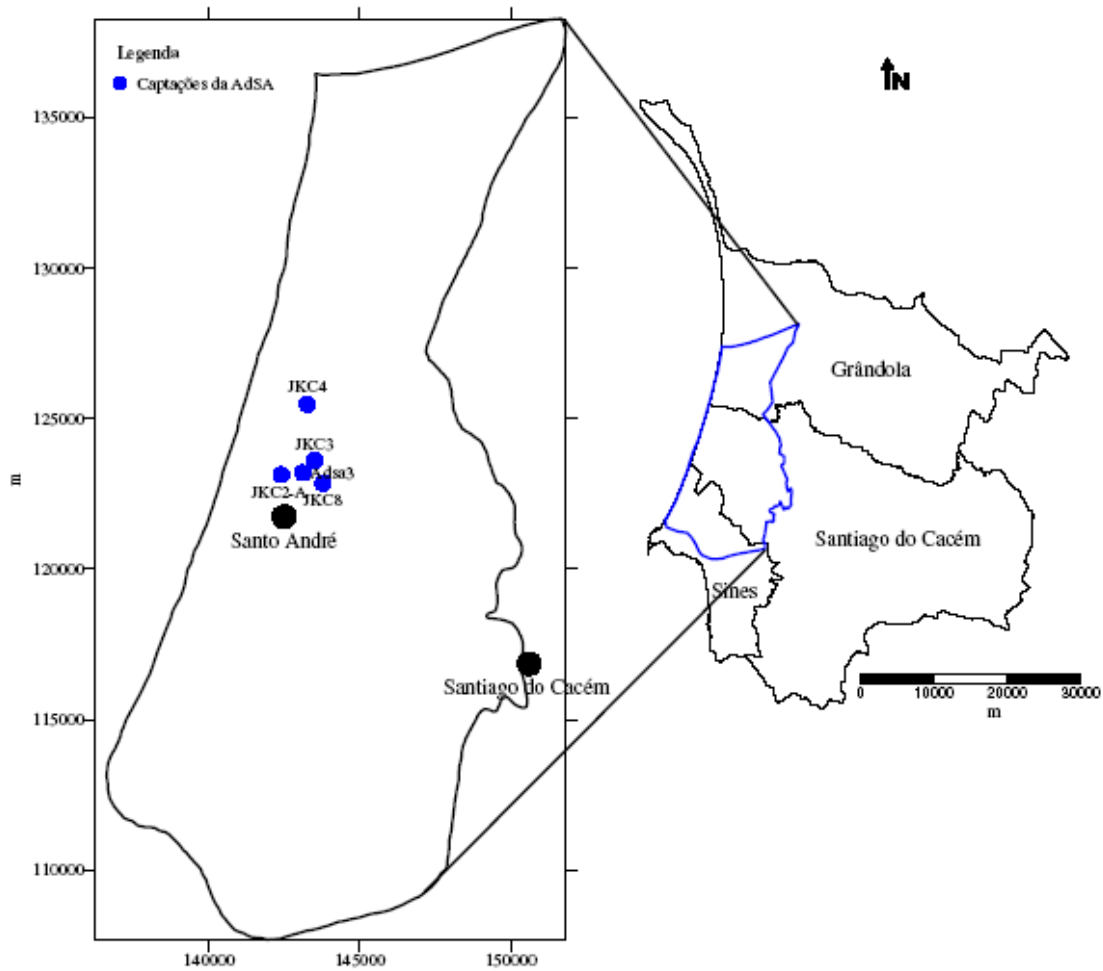 Legenda
Captações da AdSA
N
135000
130000
125000
120000
115000
110000
m
140000
145000
150000
JKC4
JKC3
Adsa3
JKC2-A
JKC8
Santo André
Santiago do Cacém
Grândola
Santiago do Cacém
Sines
0 10000 20000 30000
m